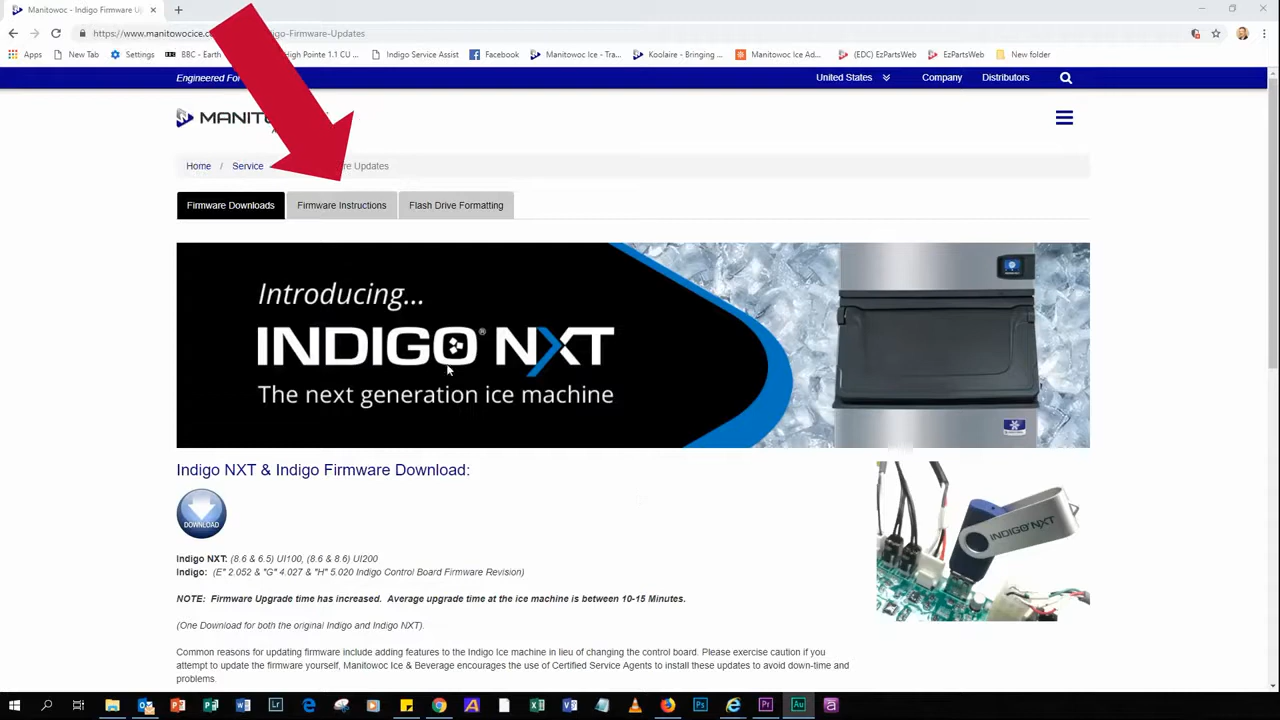 Manitowoc - Indigo Firmware Up
https://www.manitowocice.c
igo-Firmware-Updates
Apps
New Tab
Settings
BBC - Earth
High Pointe 1.1 CU ...
Indigo Service Assist
Facebook
Manitowoc Ice - Tra...
Koolaire - Bringing ...
Manitowoc Ice Ad...
(EDC) EzPartsWeb
EzPartsWeb
New folder
Engineered For
United States
Company
Distributors
MANIT
Home / Service
re Updates
Firmware Downloads
Firmware Instructions
Flash Drive Formatting
Introducing...
INDIGO® NXT
The next generation ice machine
Indigo NXT & Indigo Firmware Download:
DOWNLOAD
INDIGO NXT
Indigo NXT: (8.6 & 6.5) UI100, (8.6 & 8.6) UI200
Indigo: (E" 2.052 & "G" 4.027 & "H" 5.020 Indigo Control Board Firmware Revision)
NOTE: Firmware Upgrade time has increased. Average upgrade time at the ice machine is between 10-15 Minutes.
(One Download for both the original Indigo and Indigo NXT).
Common reasons for updating firmware include adding features to the Indigo Ice machine in lieu of changing the control board. Please exercise caution if you
attempt to update the firmware yourself, Manitowoc Ice & Beverage encourages the use of Certified Service Agents to install these updates to avoid down-time and
problems.